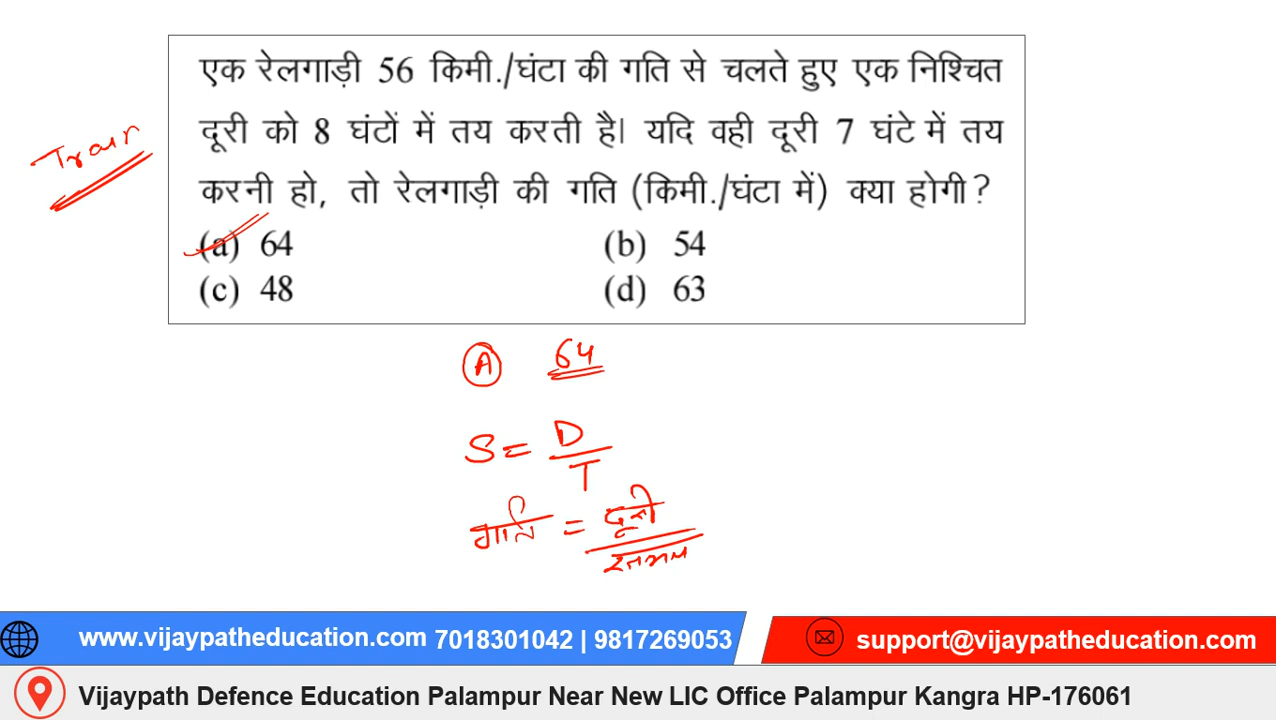 एक रेलगाड़ी 56 किमी./घंटा की गति से चलते हुए एक निश्चित
दूरी को 8 घंटों में तय करती है। यदि वही दूरी 7 घंटे में तय
करनी हो, तो रेलगाड़ी की गति (किमी./घंटा में) क्या होगी?
(a) 64 (b) 54
(c) 48 (d) 63
A 64
S = D
T
गति = दूरी
समय
www.vijaypatheducation.com 7018301042 | 9817269053 support@vijaypatheducation.com
Vijaypath Defence Education Palampur Near New LIC Office Palampur Kangra HP-176061